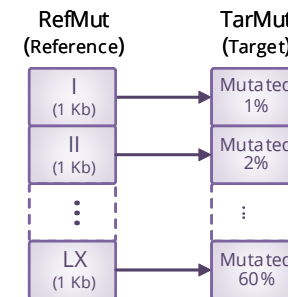 RefMut TarMut
(Reference) (Target)
I
(1 Kb)
Mutated
1%
II
(1 Kb)
Mutated
2%
⋮ ⋮
LX
(1 Kb)
Mutated
60%